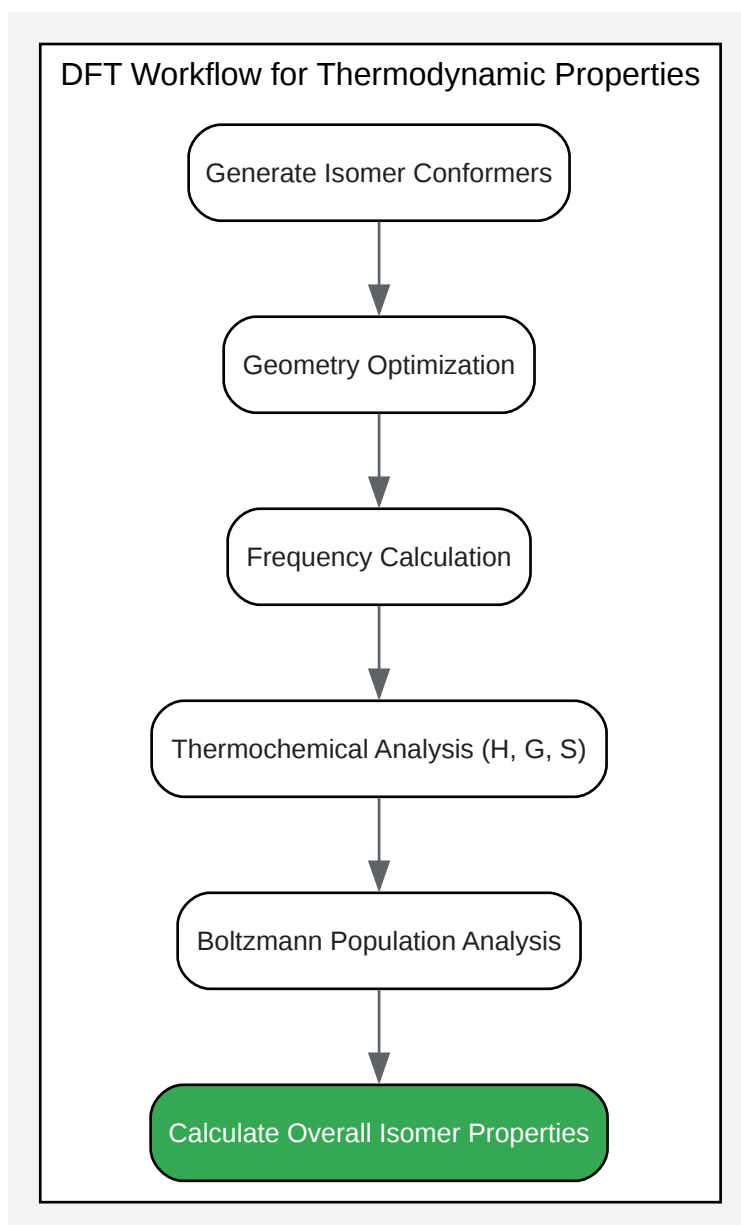 DFT Workflow for Thermodynamic Properties
Generate Isomer Conformers
Geometry Optimization
Frequency Calculation
Thermochemical Analysis (H, G, S)
Boltzmann Population Analysis
Calculate Overall Isomer Properties